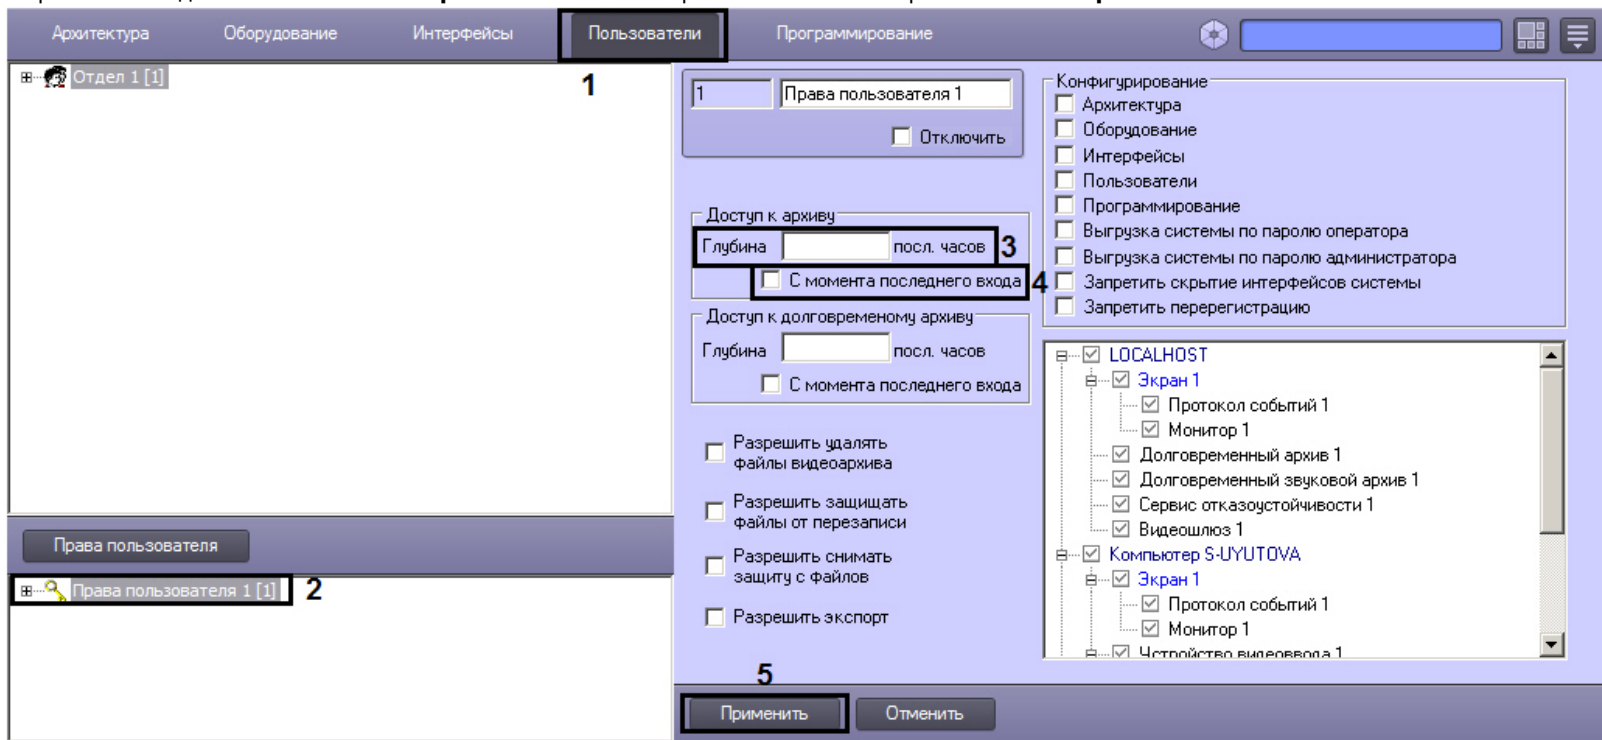 Архитектура Оборудование Интерфейсы Пользователи Программирование
1
Отдел 1 [1]
Права пользователя
Права пользователя 1 [1] 2
1 Права пользователя 1
Отключить
Доступ к архиву
Глубина посл. часов 3
С момента последнего входа 4
Доступ к долговременому архиву
Глубина посл. часов
С момента последнего входа
Разрешить удалять
файлы видеоархива
Разрешить защищать
файлы от перезаписи
Разрешить снимать
защиту с файлов
Разрешить экспорт
Конфигурирование
Архитектура
Оборудование
Интерфейсы
Пользователи
Программирование
Выгрузка системы по паролю оператора
Выгрузка системы по паролю администратора
Запретить скрытие интерфейсов системы
Запретить перерегистрацию
LOCALHOST
Экран 1
Протокол событий 1
Монитор 1
Долговременный архив 1
Долговременный звуковой архив 1
Сервис отказоустойчивости 1
Видеошлюз 1
Компьютер S-UYUTOVA
Экран 1
Протокол событий 1
Монитор 1
Устройство видеоввода 1
5
Применить Отменить